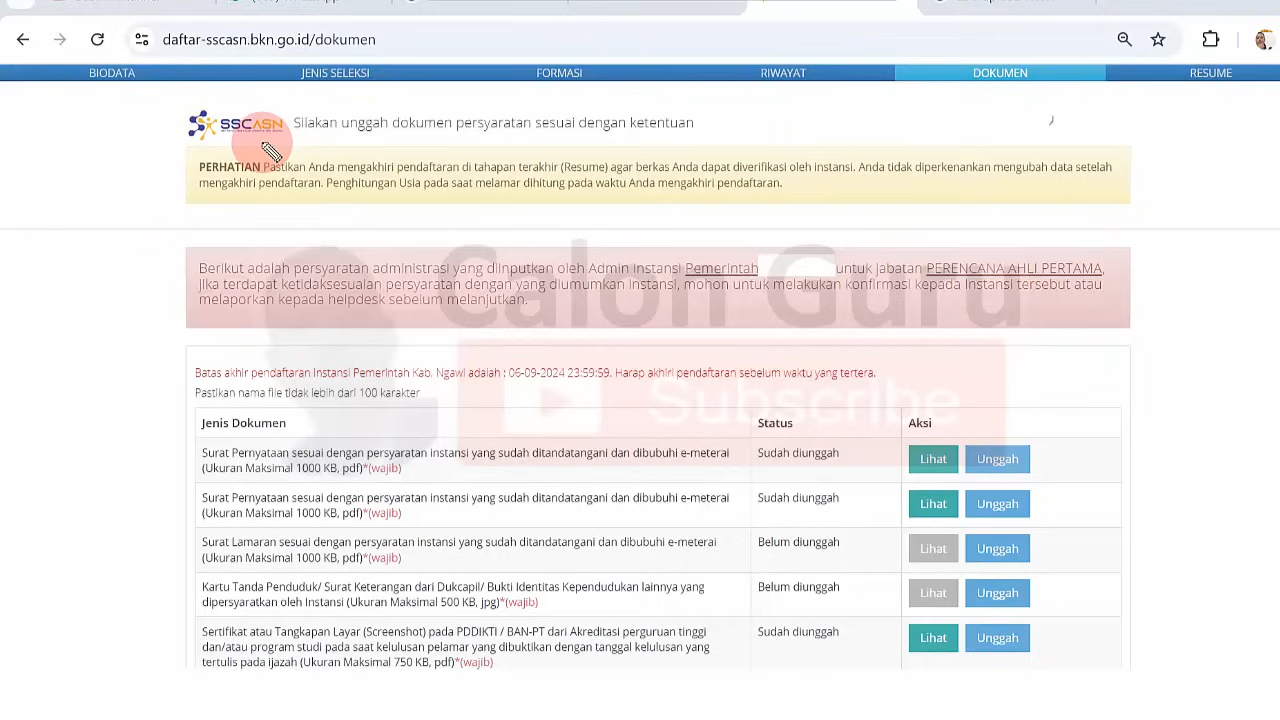 daftar-sscasn.bkn.go.id/dokumen
BIODATA JENIS SELEKSI FORMASI RIWAYAT DOKUMEN RESUME
SSCASN Silakan unggah dokumen persyaratan sesuai dengan ketentuan
PERHATIAN Pastikan Anda mengakhiri pendaftaran di tahapan terakhir (Resume) agar berkas Anda dapat diverifikasi oleh instansi. Anda tidak diperkenankan mengubah data setelah
mengakhiri pendaftaran. Penghitungan Usia pada saat melamar dihitung pada waktu Anda mengakhiri pendaftaran.
Berikut adalah persyaratan administrasi yang diinputkan oleh Admin Instansi Pemerintah untuk jabatan PERENCANA AHLI PERTAMA,
Jika terdapat ketidaksesualan persyaratan dengan yang diumumkan Instansi, mohon untuk melakukan konfirmasi kepada Instansi tersebut atau
melaporkan kepada helpdesk sebelum melanjutkan.
Calon Guru
Subscribe
Batas akhir pendaftaran Instansi Pemerintah Kab. Ngawi adalah : 06-09-2024 23:59:59. Harap akhiri pendaftaran sebelum waktu yang tertera.
Pastikan nama file tidak lebih dari 100 karakter
Jenis Dokumen Status Aksi
Surat Pernyataan sesuai dengan persyaratan instansi yang sudah ditandatangani dan dibubuhi e-meterai Sudah diunggah Lihat Unggah
(Ukuran Maksimal 1000 KB, pdf)*(wajib)
Surat Pernyataan sesuai dengan persyaratan instansi yang sudah ditandatangani dan dibubuhi e-meterai Sudah diunggah Lihat Unggah
(Ukuran Maksimal 1000 KB, pdf)*(wajib)
Surat Lamaran sesuai dengan persyaratan instansi yang sudah ditandatangani dan dibubuhi e-meterai Belum diunggah Lihat Unggah
(Ukuran Maksimal 1000 KB, pdf)*(wajib)
Kartu Tanda Penduduk/ Surat Keterangan dari Dukcapil/ Bukti Identitas Kependudukan lainnya yang Belum diunggah Lihat Unggah
dipersyaratkan oleh Instansi (Ukuran Maksimal 500 KB, jpg)*(wajib)
Sertifikat atau Tangkapan Layar (Screenshot) pada PDDIKTI / BAN-PT dari Akreditasi perguruan tinggi Sudah diunggah Lihat Unggah
dan/atau program studi pada saat kelulusan pelamar yang dibuktikan dengan tanggal kelulusan yang
tertulis pada ijazah (Ukuran Maksimal 750 KB, pdf)*(wajib)